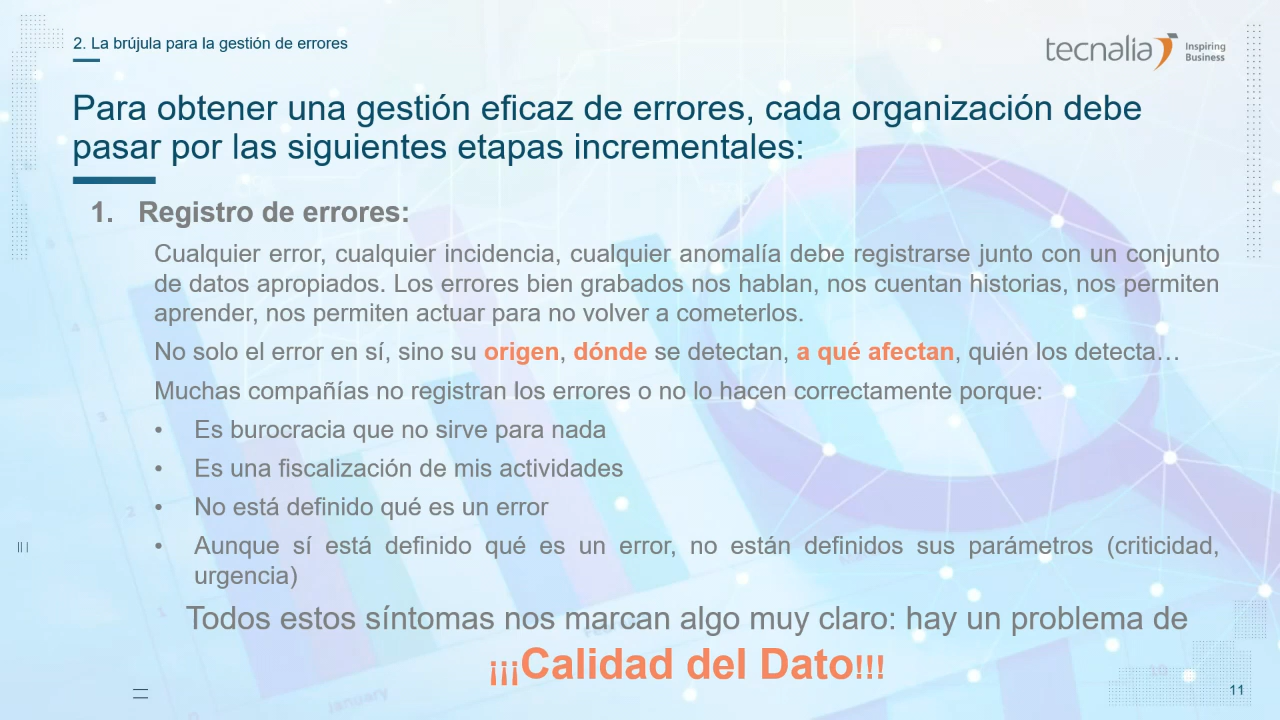 2. La brújula para la gestión de errores
tecnalia Inspiring Business
Para obtener una gestión eficaz de errores, cada organización debe
pasar por las siguientes etapas incrementales:
1. Registro de errores:
Cualquier error, cualquier incidencia, cualquier anomalía debe registrarse junto con un conjunto
de datos apropiados. Los errores bien grabados nos hablan, nos cuentan historias, nos permiten
aprender, nos permiten actuar para no volver a cometerlos.
No solo el error en sí, sino su origen, dónde se detectan, a qué afectan, quién los detecta…
Muchas compañías no registran los errores o no lo hacen correctamente porque:
• Es burocracia que no sirve para nada
• Es una fiscalización de mis actividades
• No está definido qué es un error
• Aunque sí está definido qué es un error, no están definidos sus parámetros (criticidad,
urgencia)
Todos estos síntomas nos marcan algo muy claro: hay un problema de
¡¡¡Calidad del Dato!!!
January
11